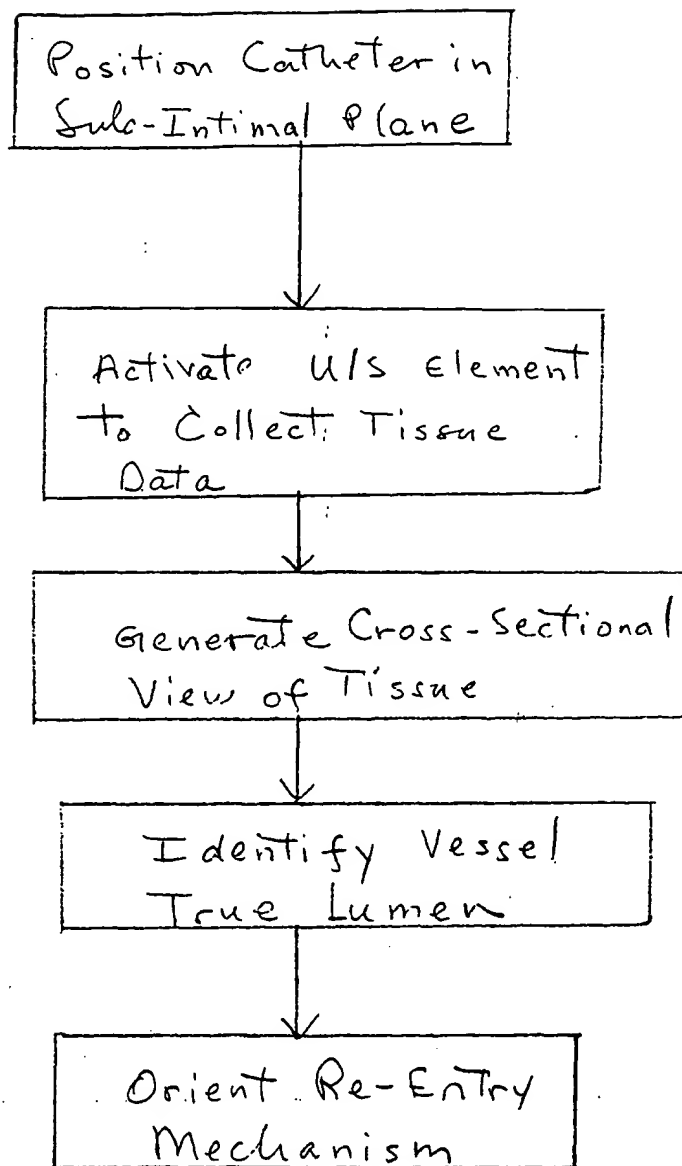 Position Catheter in
Sub-Intimal Plane
Activate U/S Element
to Collect Tissue
Data
Generate Cross-Sectional
View of Tissue
Identify Vessel
True Lumen
Orient Re-Entry
Mechanism